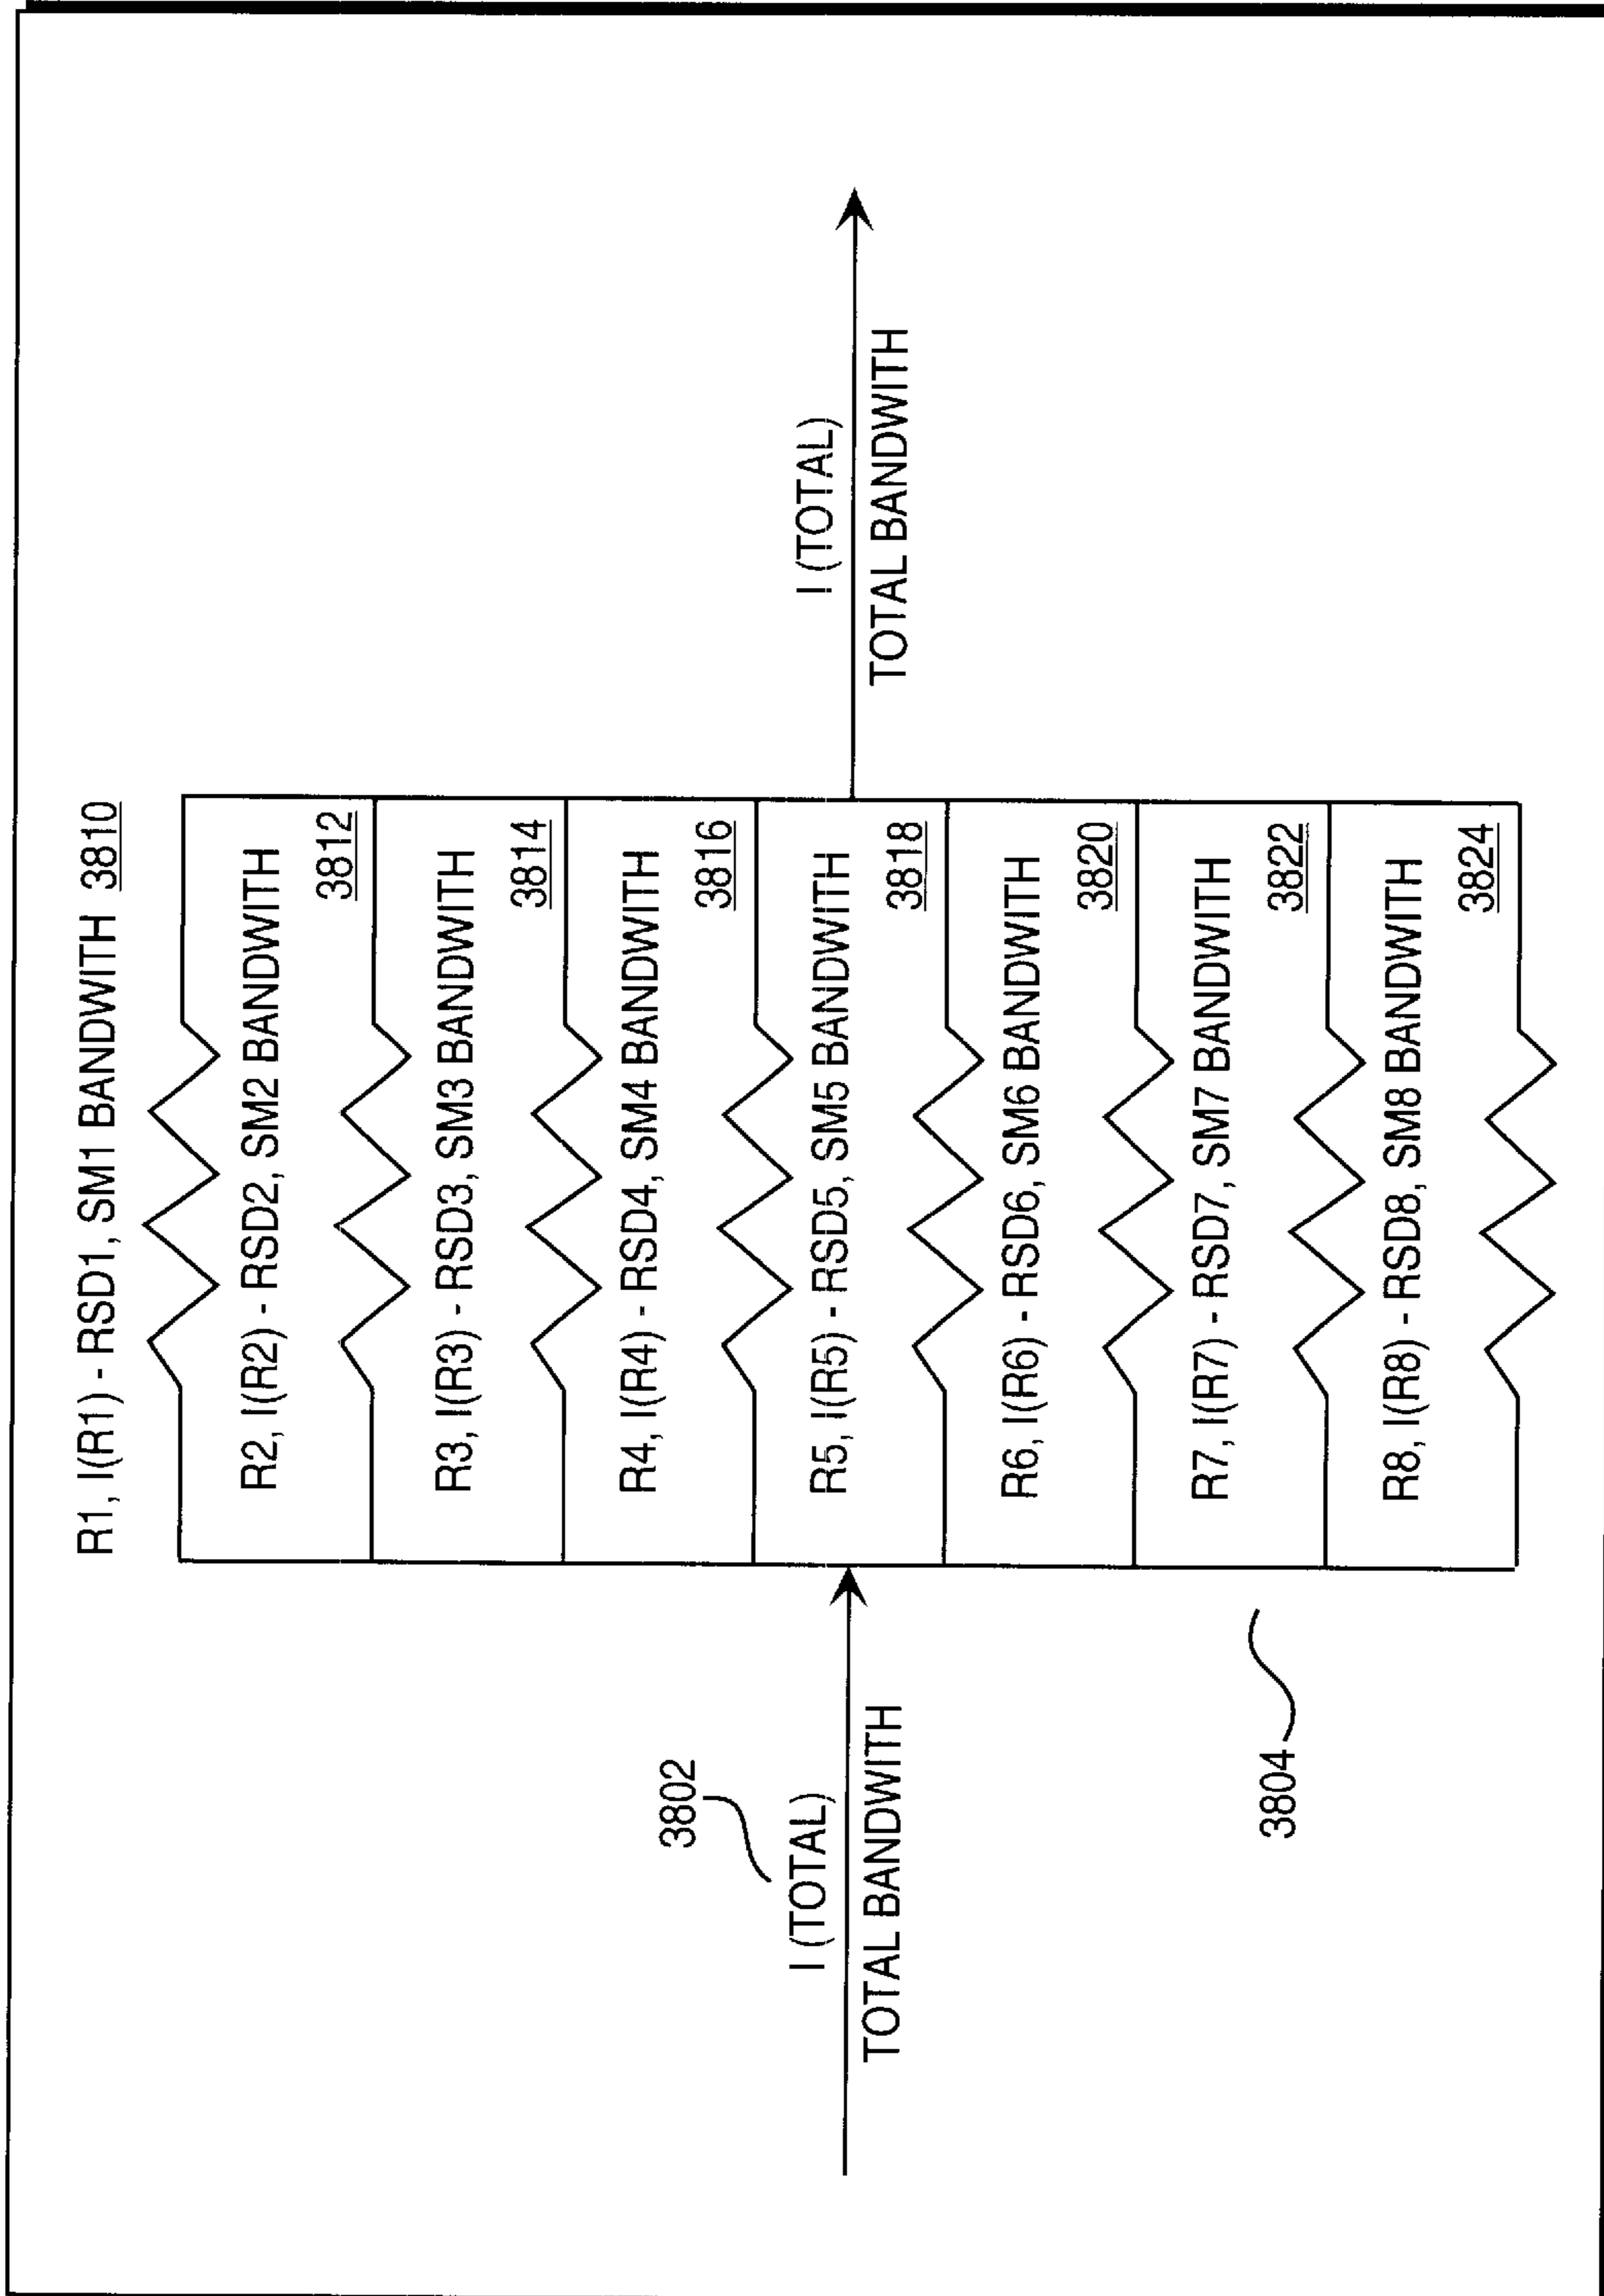 R1, I(R1) - RSD1, SM1 BANDWITH 3810
R2, I(R2) - RSD2, SM2 BANDWITH
3812
R3, I(R3) - RSD3, SM3 BANDWITH
3814
R4, I(R4) - RSD4, SM4 BANDWITH
3816
R5, I(R5) - RSD5, SM5 BANDWITH
3818
R6, I(R6) - RSD6, SM6 BANDWITH
3820
R7, I(R7) - RSD7, SM7 BANDWITH
3822
R8, I(R8) - RSD8, SM8 BANDWITH
3824
3802
I (TOTAL)
TOTAL BANDWITH
3804
I (TOTAL)
TOTAL BANDWITH